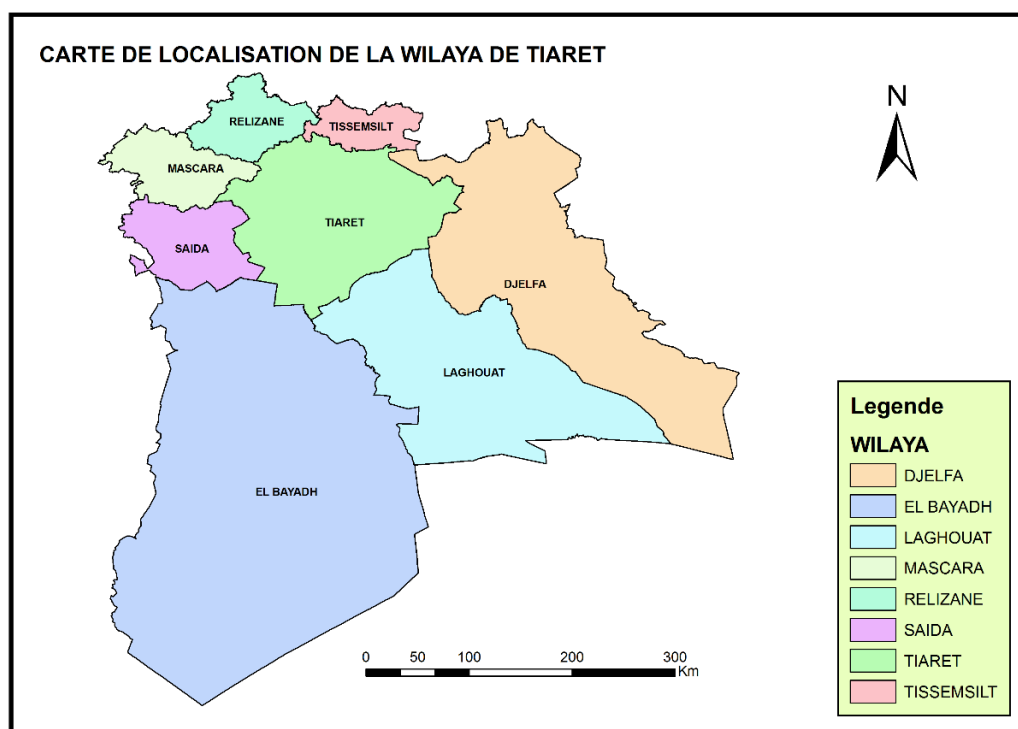 CARTE DE LOCALISATION DE LA WILAYA DE TIARET
N
RELIZANE
TISSEMSILT
MASCARA
TIARET
SAIDA
DJELFA
LAGHOUAT
EL BAYADH
0 50 100 200 300
Km
Legende
WILAYA
DJELFA
EL BAYADH
LAGHOUAT
MASCARA
RELIZANE
SAIDA
TIARET
TISSEMSILT